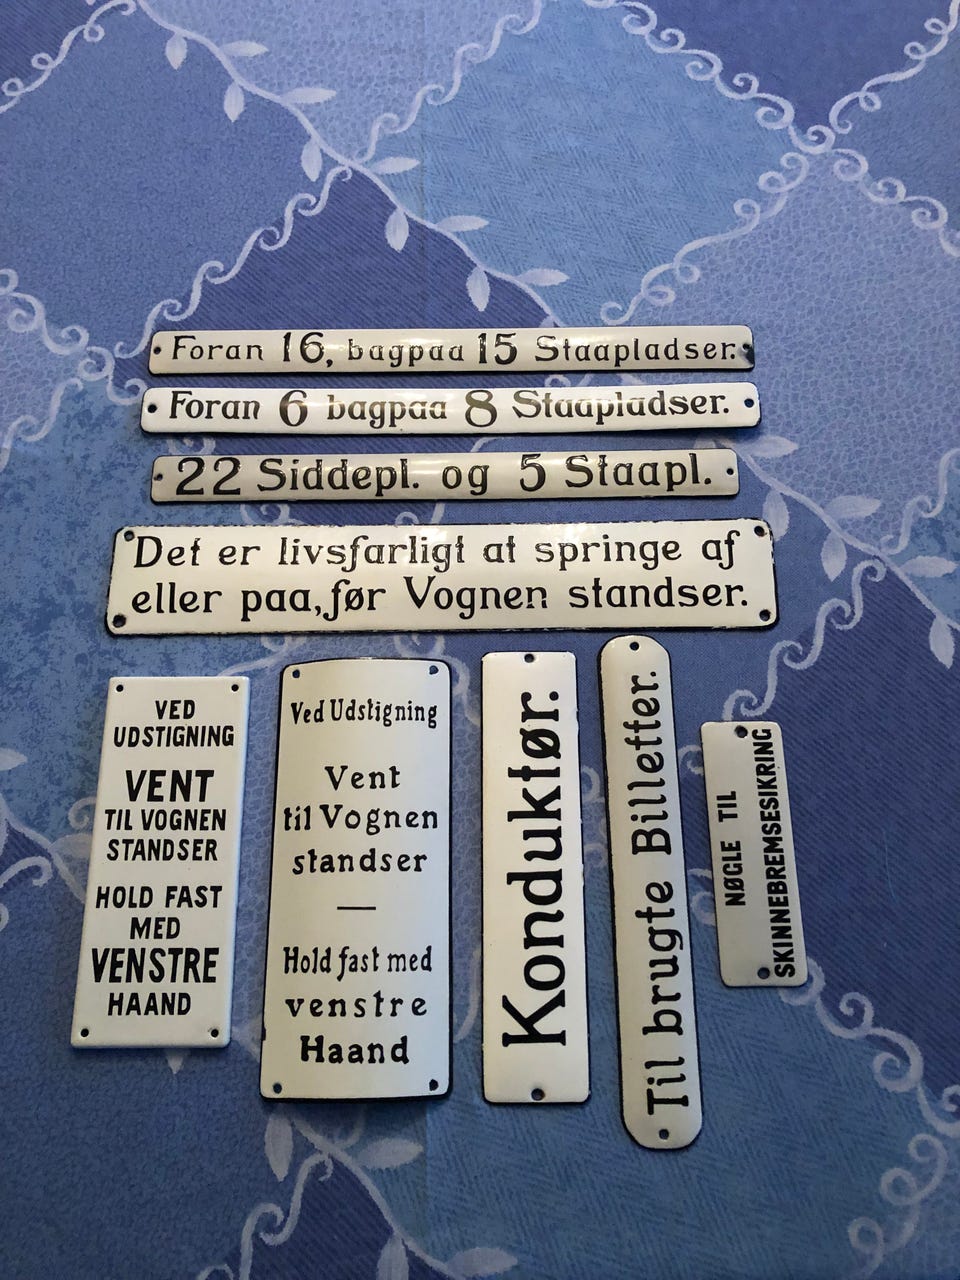 Foran 16, bagpaa 15 Staapladser.
Foran 6 bagpaa 8 Staapladser.
22 Siddepl. og 5 Staapl.
Det er livsfarligt at springe af
eller paa, før Vognen standser.
VED
UDSTIGNING
VENT
TIL VOGNEN
STANDSER
HOLD FAST
MED
VENSTRE
HAAND
Ved Udstigning
Vent
til Vognen
standser
—
Hold fast med
venstre
Haand
Konduktør.
Til brugte Billetter.
NØGLE TIL
SKINNEBREMSESIKRING